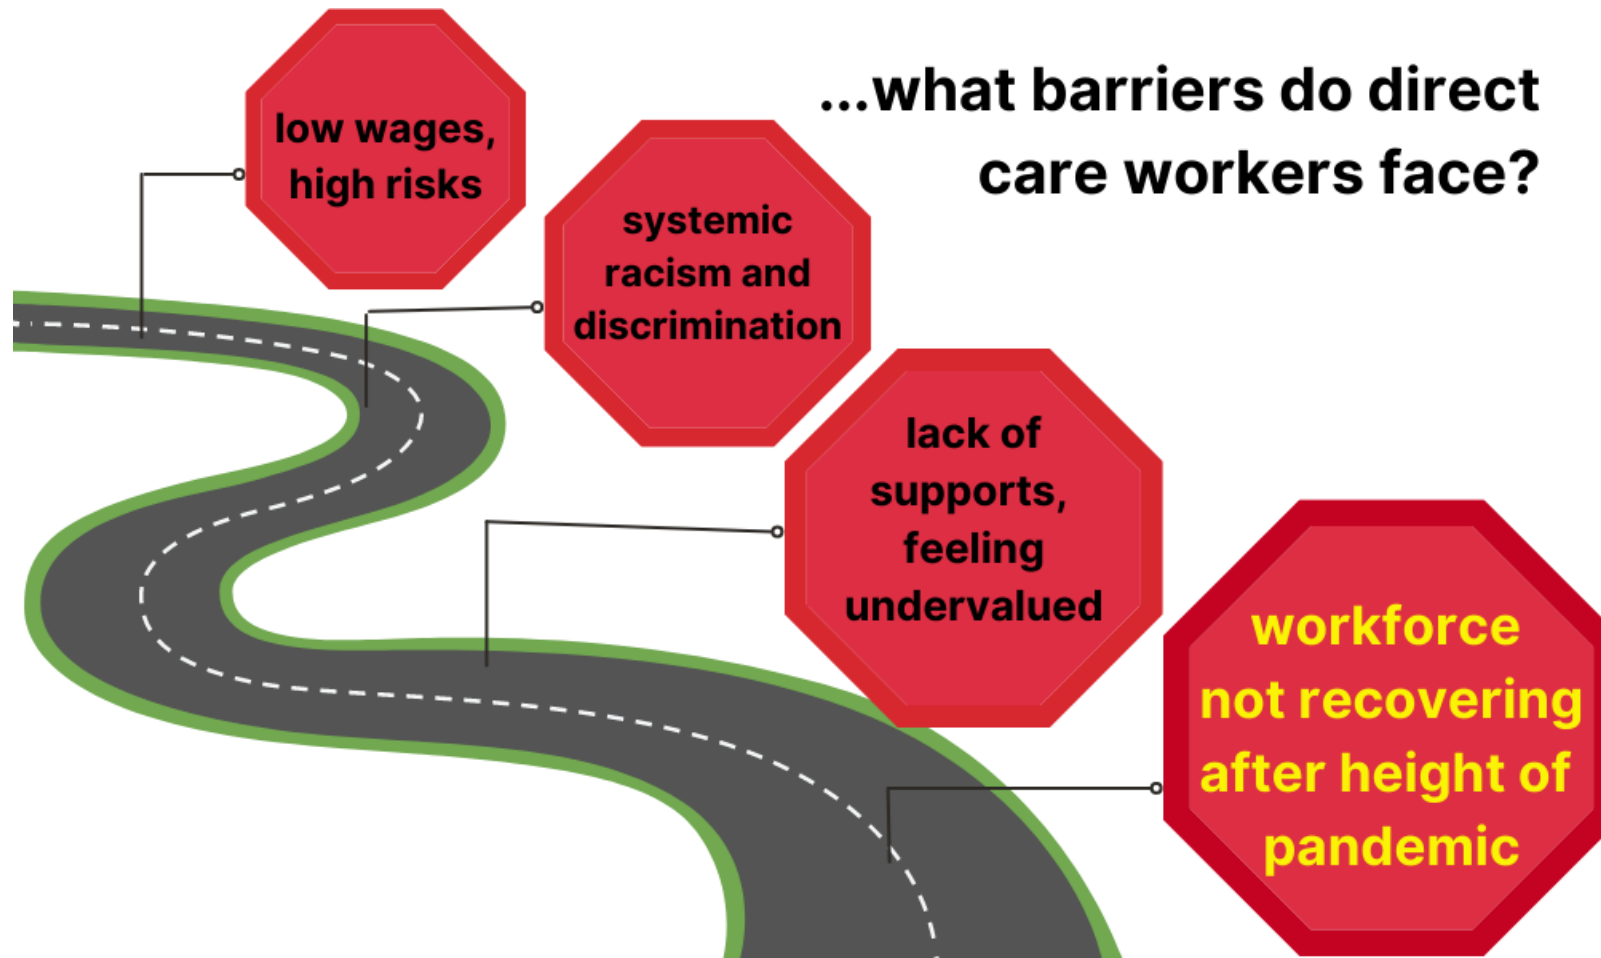 ...what barriers do direct
care workers face?
low wages,
high risks
systemic
racism and
discrimination
lack of
supports,
feeling
undervalued
workforce
not recovering
after height of
pandemic